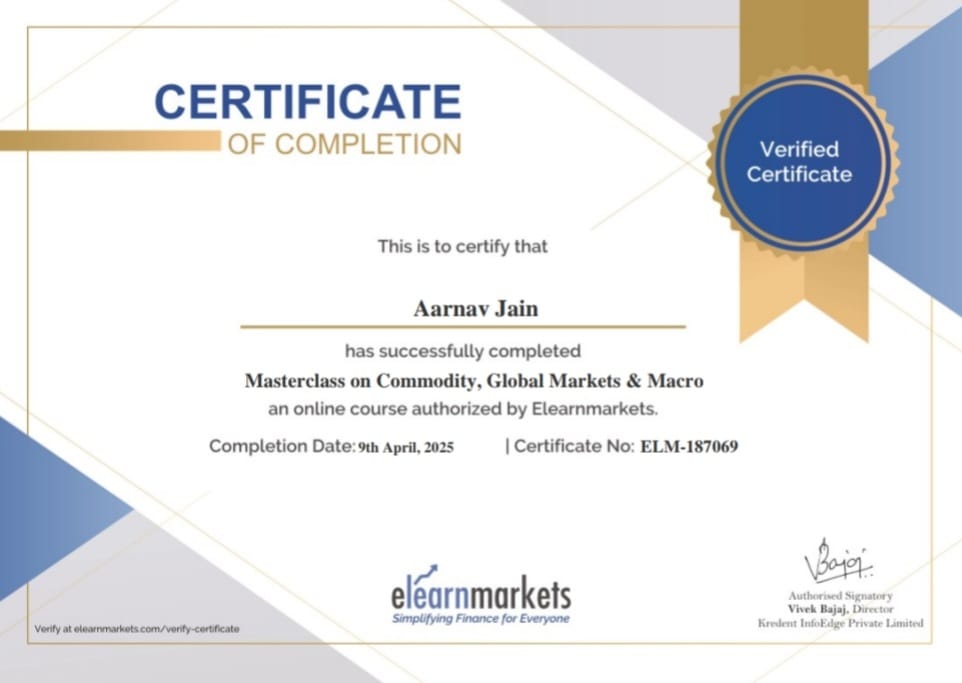 CERTIFICATE
OF COMPLETION
Verified
Certificate
This is to certify that
Aarnav Jain
has successfully completed
Masterclass on Commodity, Global Markets & Macro
an online course authorized by Elearnmarkets.
Completion Date: 9th April, 2025 | Certificate No: ELM-187069
Bajaj
elearnmarkets
Simplifying Finance for Everyone
Authorised Signatory
Vivek Bajaj, Director
Kredent InfoEdge Private Limited
Verify at elearnmarkets.com/verify-certificate